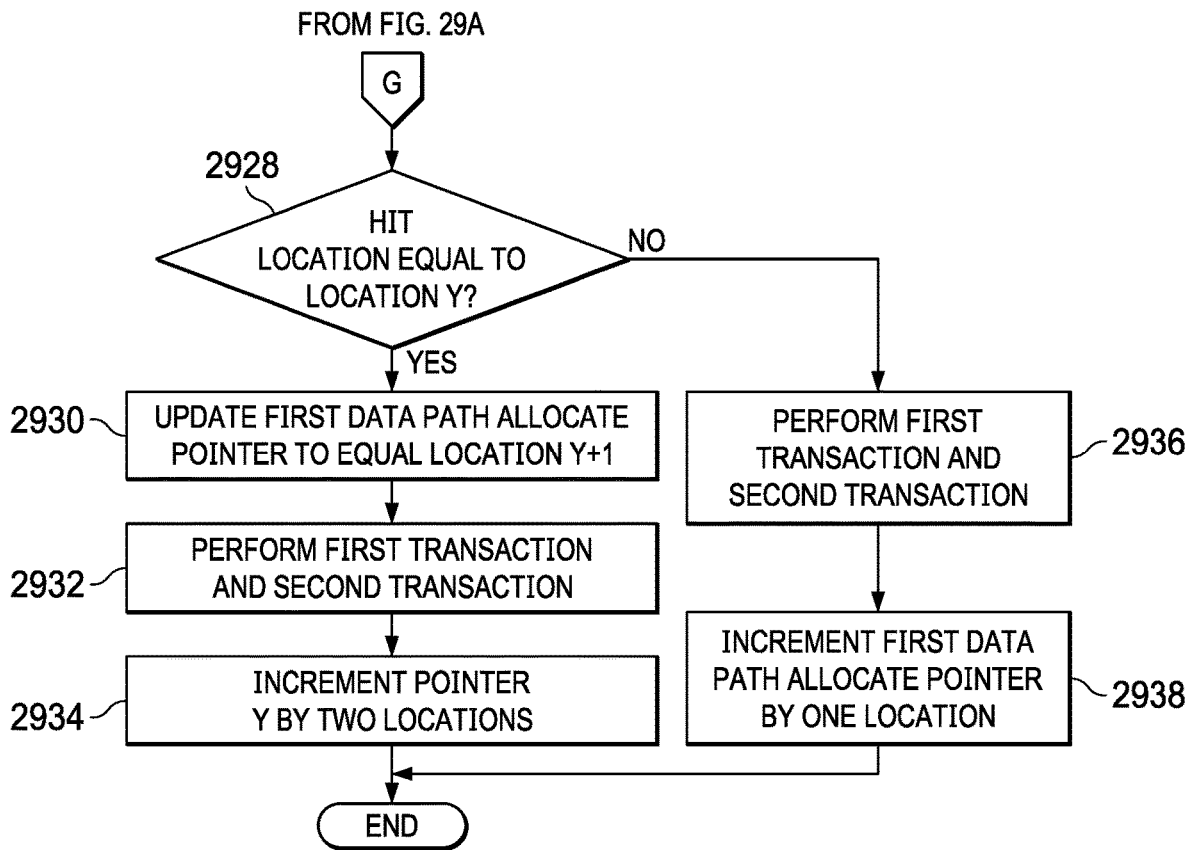 FROM FIG. 29A
G
2928
HIT
LOCATION EQUAL TO
LOCATION Y?
NO
YES
2930
UPDATE FIRST DATA PATH ALLOCATE
POINTER TO EQUAL LOCATION Y+1
2932
PERFORM FIRST TRANSACTION
AND SECOND TRANSACTION
2934
INCREMENT POINTER
Y BY TWO LOCATIONS
PERFORM FIRST
TRANSACTION AND
SECOND TRANSACTION
2936
INCREMENT FIRST DATA
PATH ALLOCATE POINTER
BY ONE LOCATION
2938
END